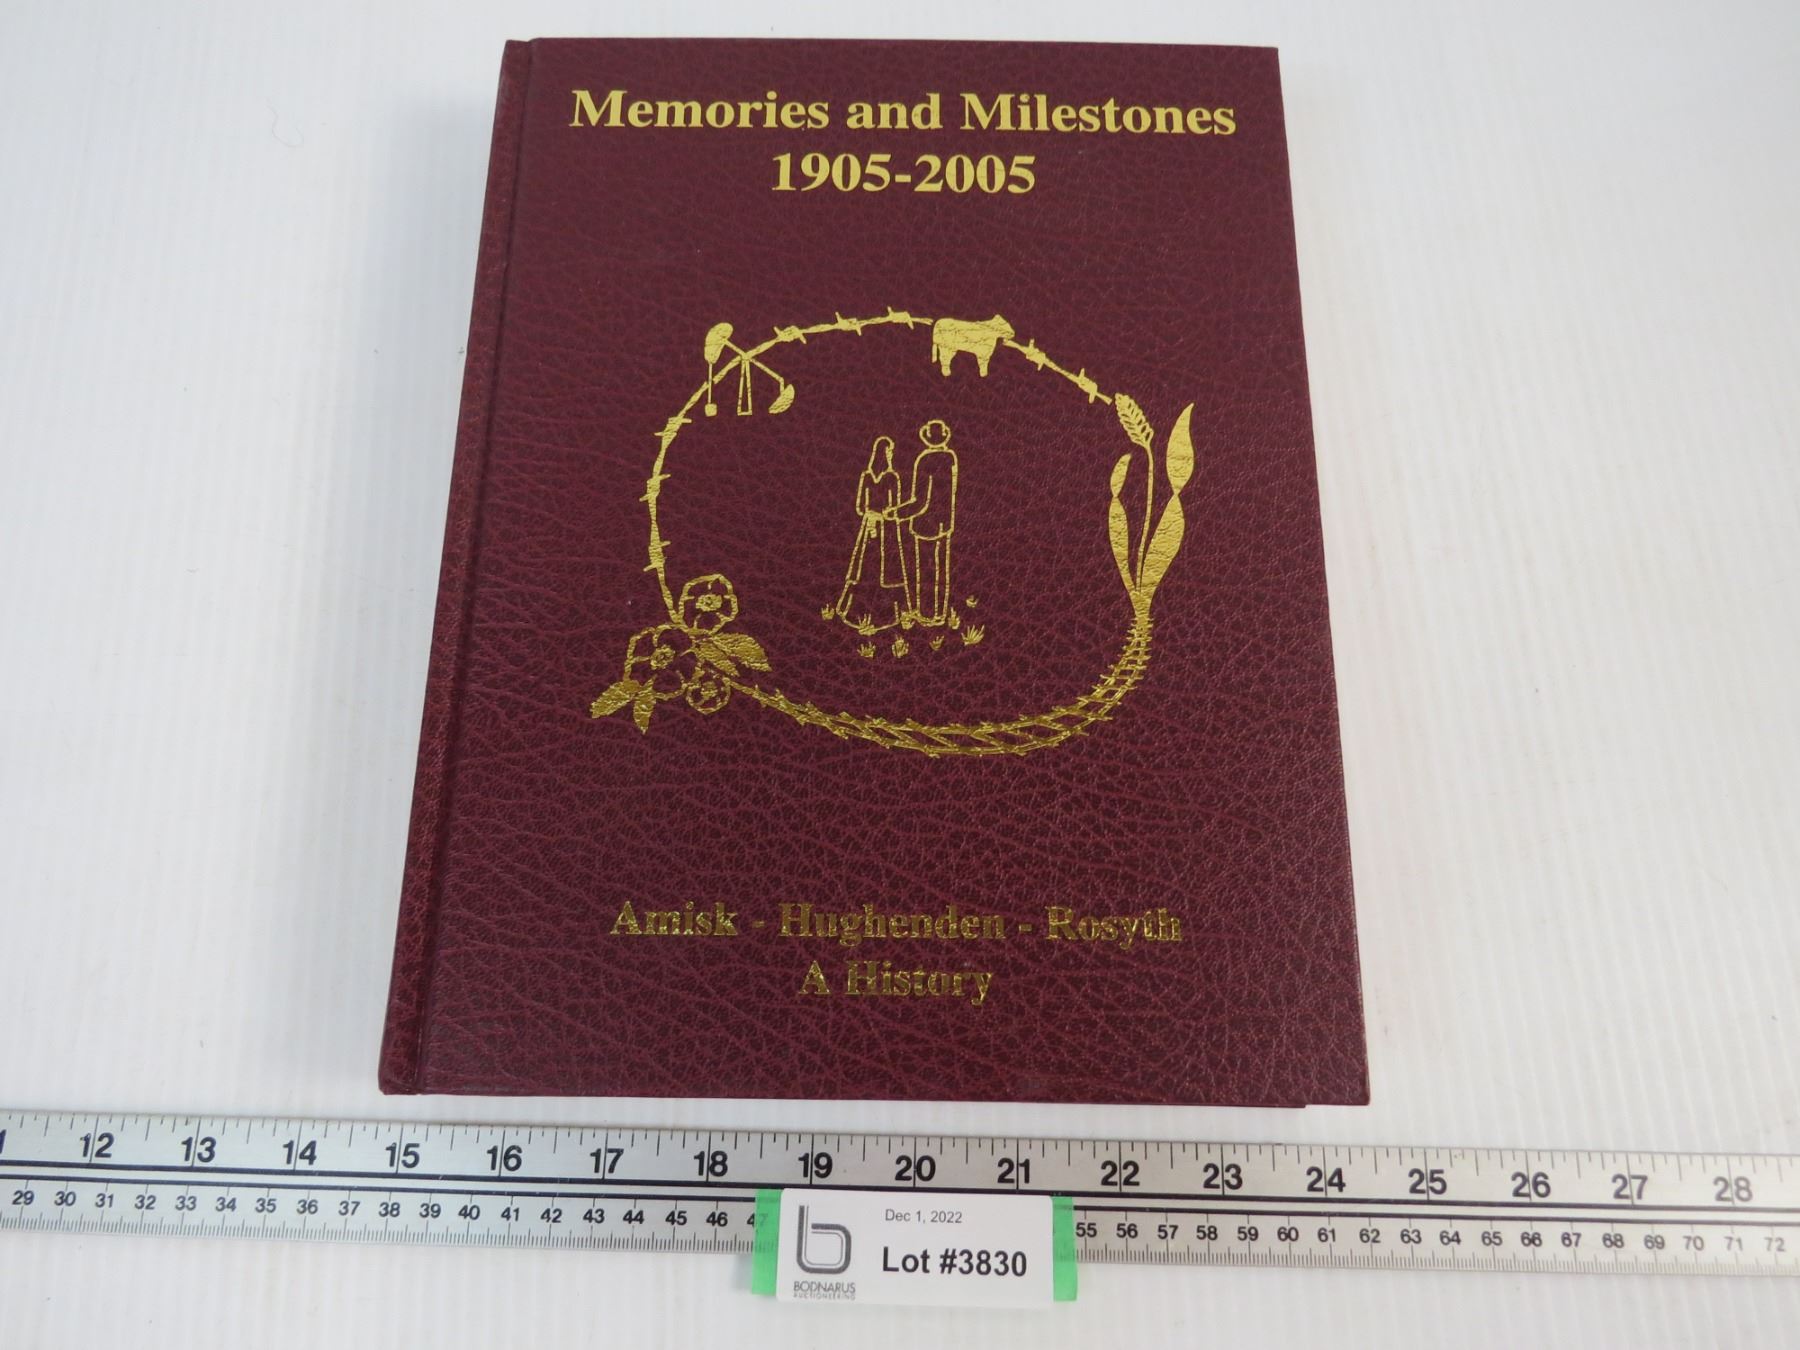 Memories and Milestones
1905-2005
Amisk - Hughenden - Rosyth
A History
12 13 14 15 16 17 18 19 20 21 22 23 24 25 26 27 28
29 30 31 32 33 34 35 36 37 38 39 40 41 42 43 44 45 46 47 55 56 57 58 59 60 61 62 63 64 65 66 67 68 69 70 71 72
Dec 1, 2022
Lot #3830
BODNARUS
AUCTIONEERING